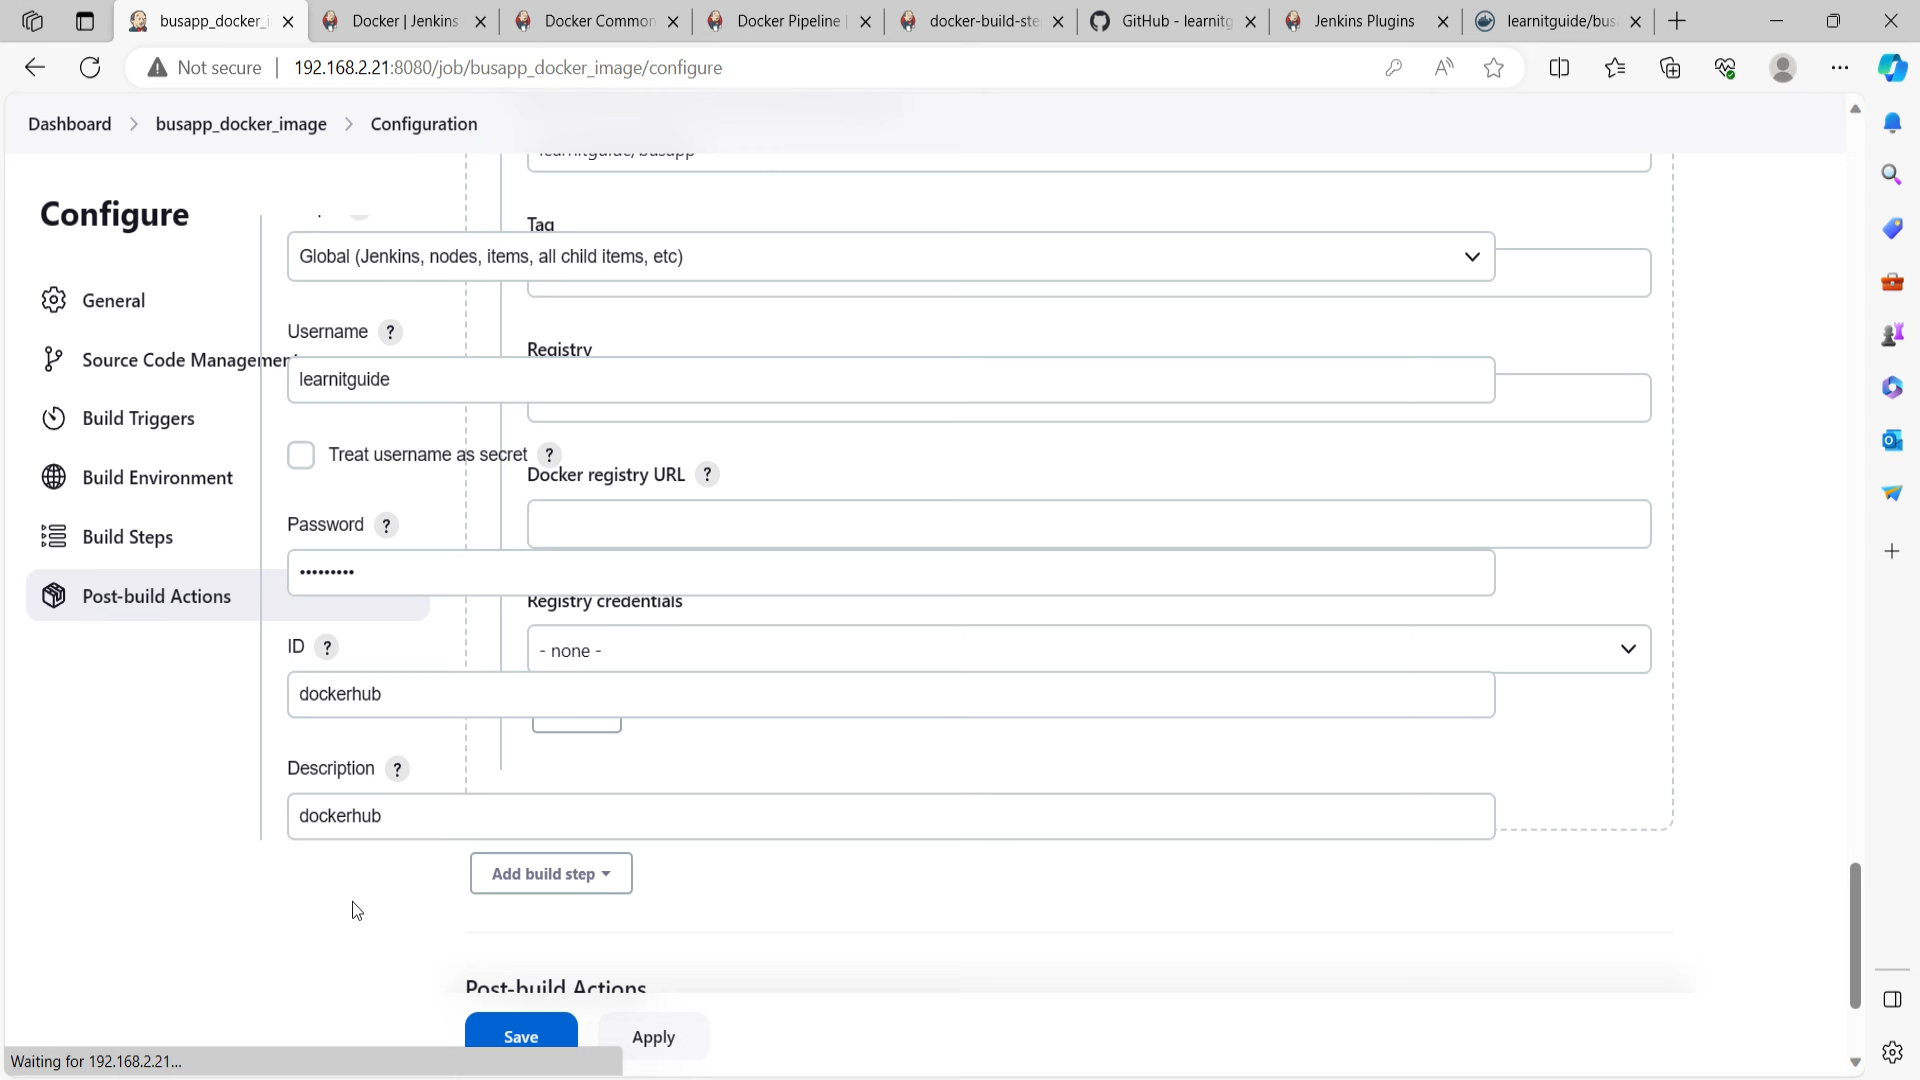 busapp_docker_i
Docker | Jenkins
Docker Common
Docker Pipeline
docker-build-ste
GitHub - learnitg
Jenkins Plugins
learnitguide/bus
Not secure
192.168.2.21:8080/job/busapp_docker_image/configure
Dashboard > busapp_docker_image > Configuration
learnitguide/busapp
Configure
Tag
Global (Jenkins, nodes, items, all child items, etc)
General
Username ?
Registry
Source Code Managemen
learnitguide
Build Triggers
Treat username as secret ?
Docker registry URL ?
Build Environment
Password ?
Build Steps
•••••••••
Post-build Actions
Registry credentials
ID ?
- none -
dockerhub
Description ?
dockerhub
Add build step
Post-build Actions
Save
Apply
Waiting for 192.168.2.21...